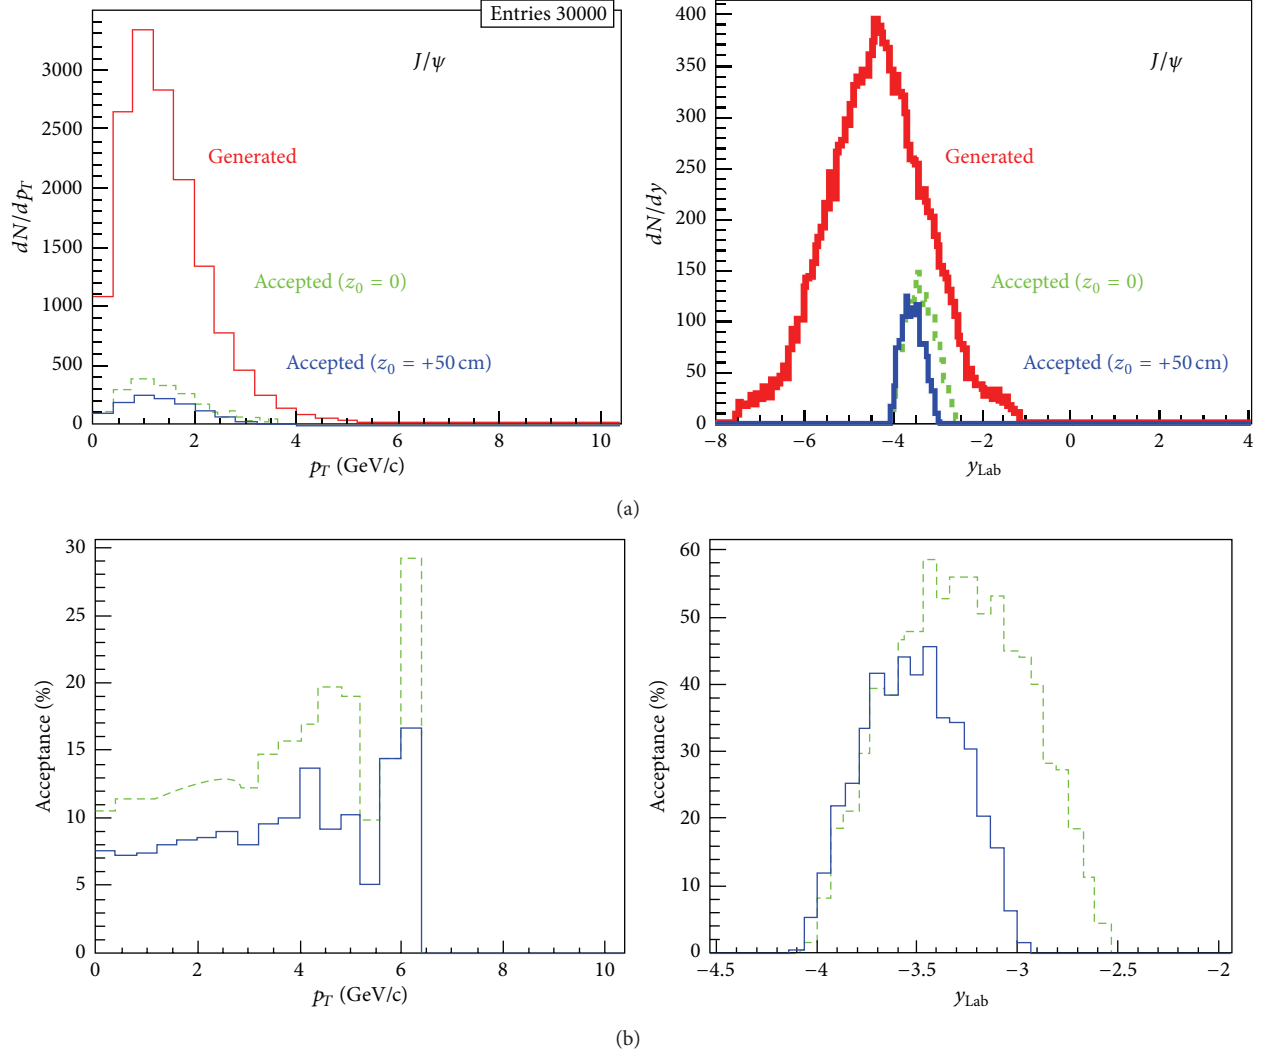 Entries 30000
J/ψ
Generated
Accepted (z₀ = 0)
Accepted (z₀ = +50 cm)
dN/dp_T
3000
2500
2000
1500
1000
500
0
0 2 4 6 8 10
p_T (GeV/c)
J/ψ
Generated
Accepted (z₀ = 0)
Accepted (z₀ = +50 cm)
dN/dy
400
350
300
250
200
150
100
50
0
−8 −6 −4 −2 0 2 4
y_Lab
(a)
Acceptance (%)
30
25
20
15
10
5
0
0 2 4 6 8 10
p_T (GeV/c)
Acceptance (%)
60
50
40
30
20
10
0
−4.5 −4 −3.5 −3 −2.5 −2
y_Lab
(b)